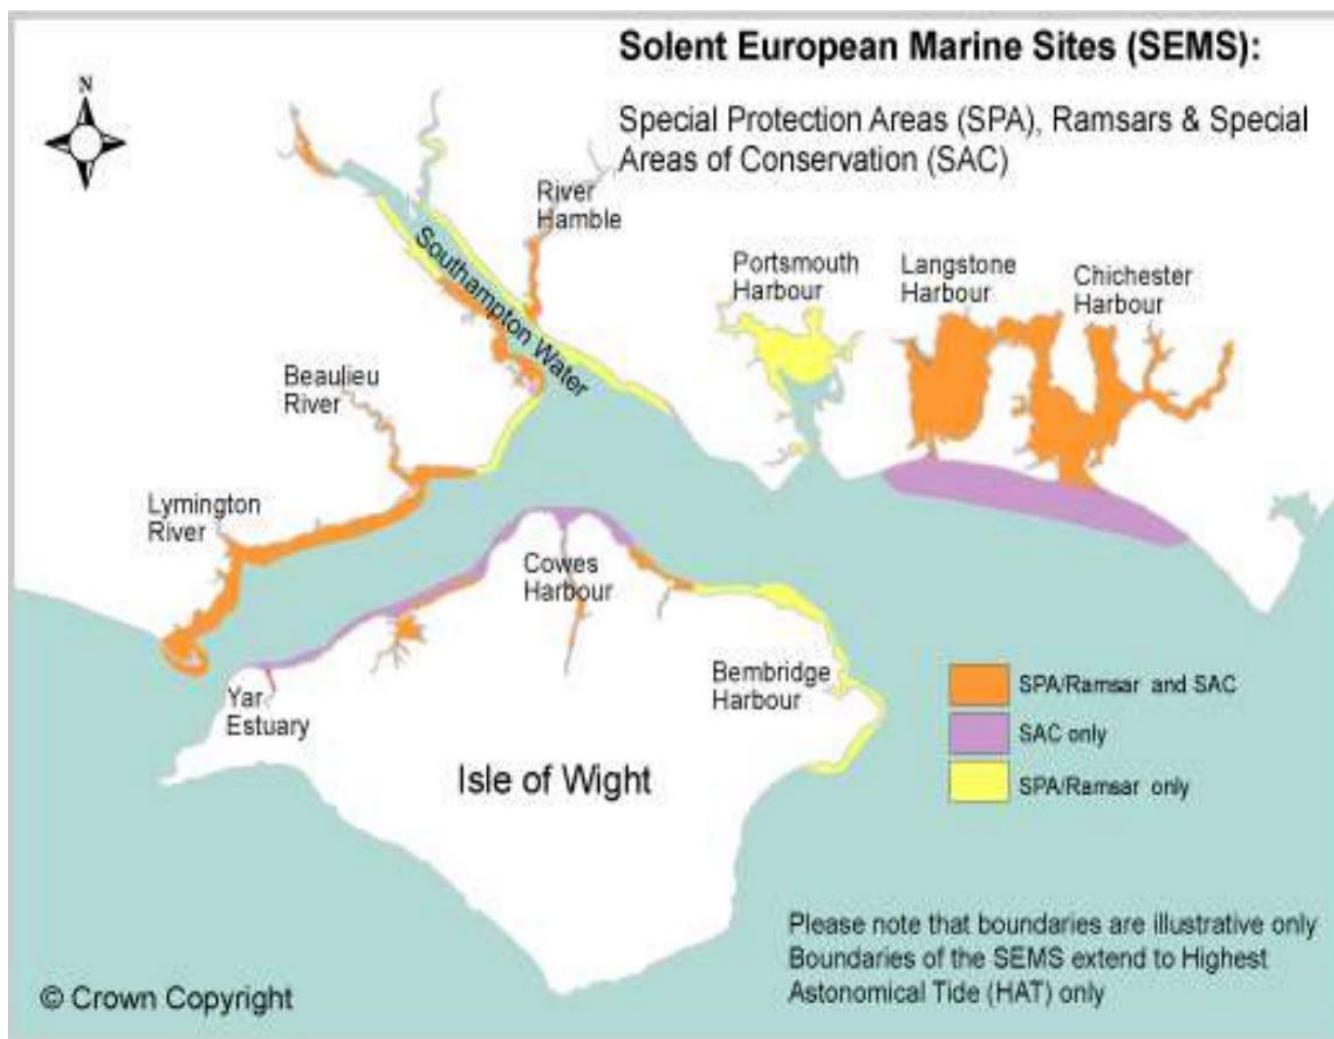 Solent European Marine Sites (SEMS):
Special Protection Areas (SPA), Ramsars & Special
Areas of Conservation (SAC)
N
River
Hamble
Southampton Water
Portsmouth
Harbour
Langstone
Harbour
Chichester
Harbour
Beaulieu
River
Lymington
River
Cowes
Harbour
Yar
Estuary
Bembridge
Harbour
Isle of Wight
SPA/Ramsar and SAC
SAC only
SPA/Ramsar only
Please note that boundaries are illustrative only
Boundaries of the SEMS extend to Highest
Astonomical Tide (HAT) only
© Crown Copyright